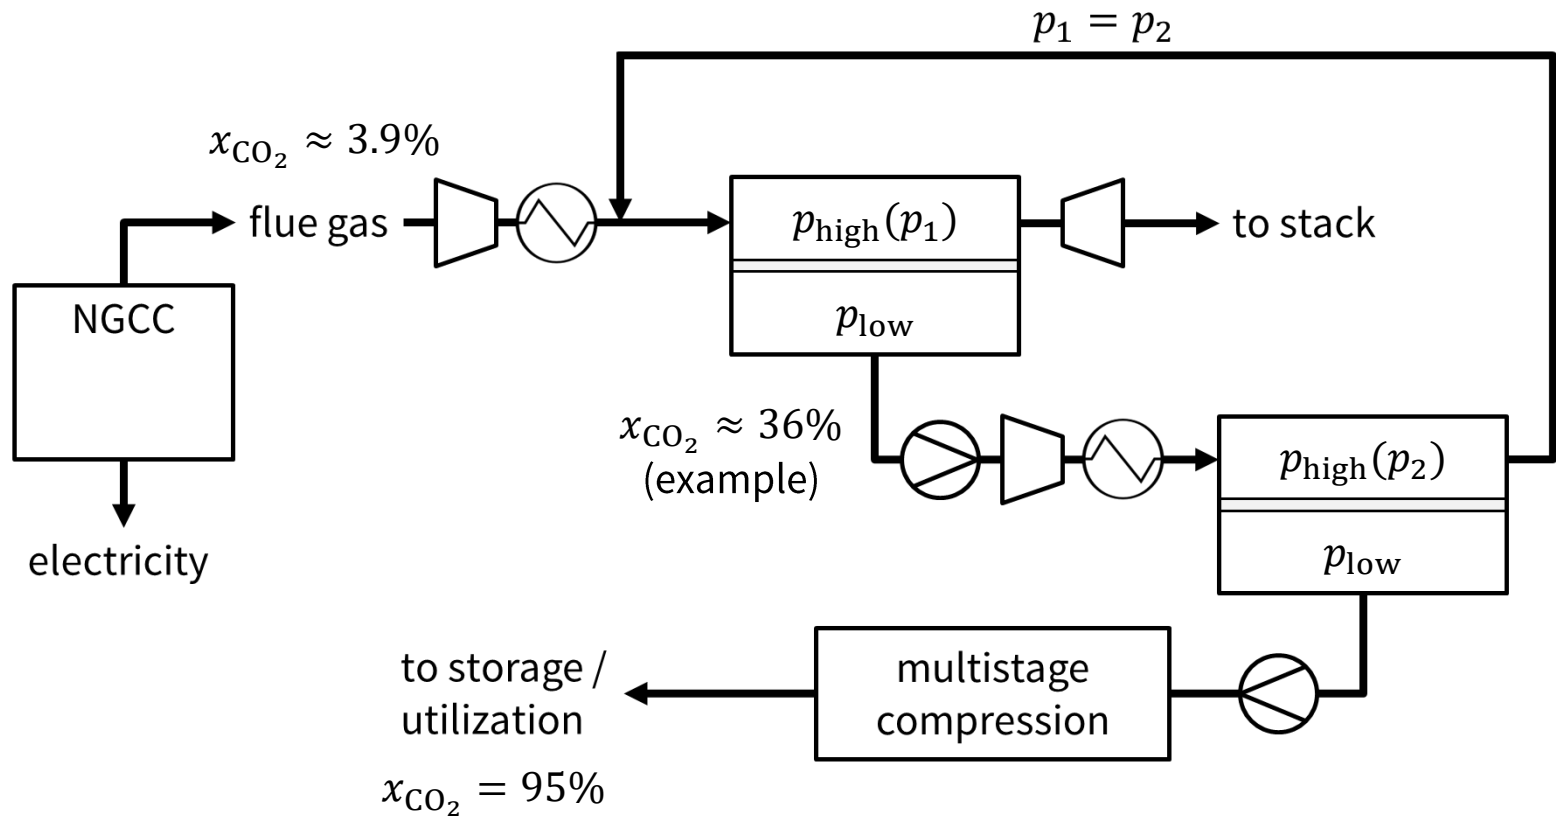 p₁ = p₂
x_CO₂ ≈ 3.9%
flue gas
p_high(p₁)
to stack
NGCC
p_low
x_CO₂ ≈ 36%
(example)
p_high(p₂)
electricity
p_low
to storage /
utilization
multistage
compression
x_CO₂ = 95%